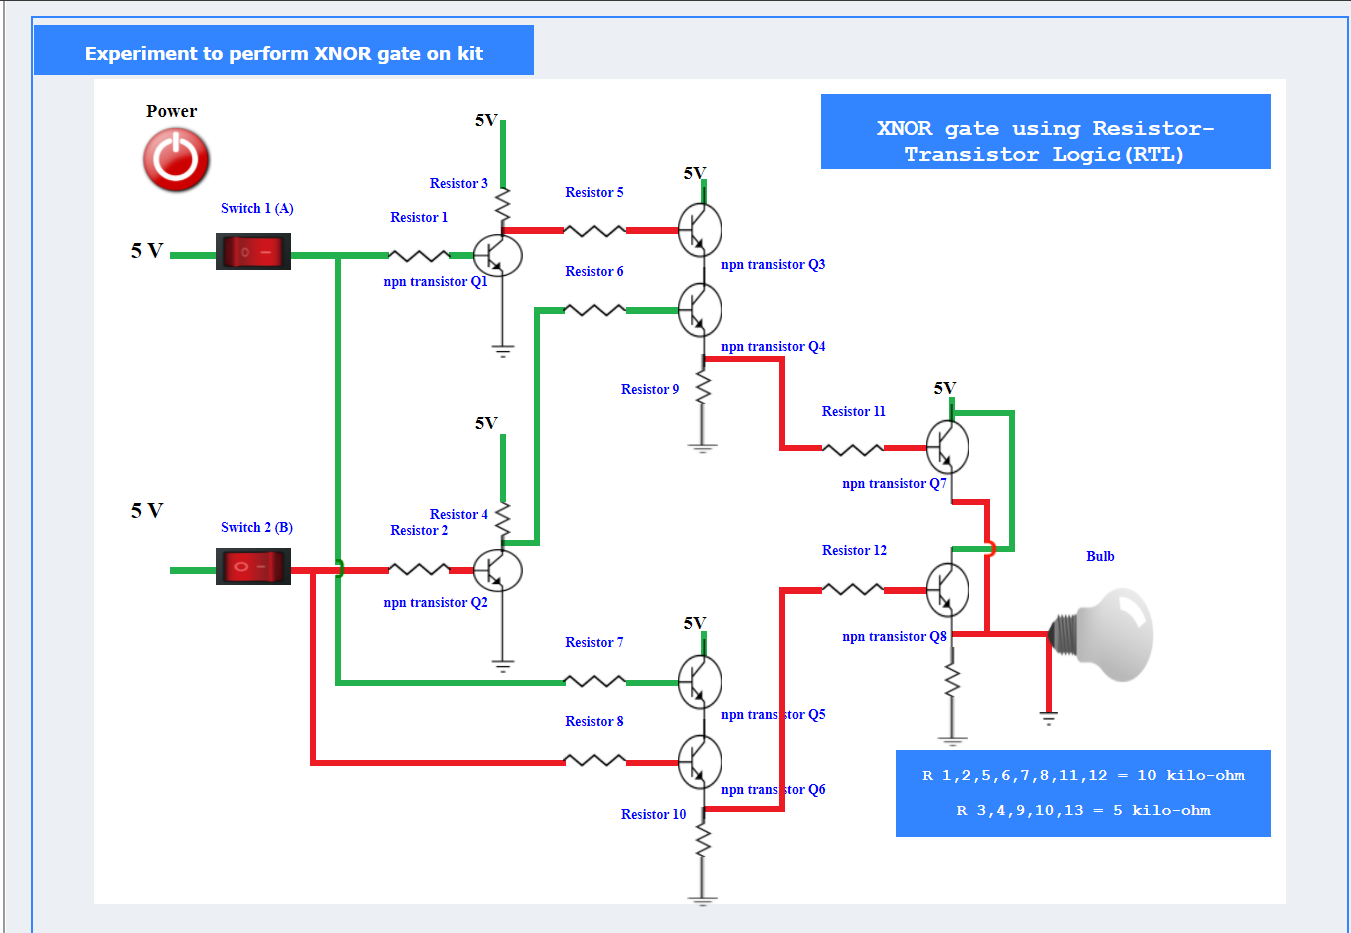 Experiment to perform XNOR gate on kit
Power
XNOR gate using Resistor-
Transistor Logic(RTL)
5V
5V
Resistor 3
Resistor 5
Switch 1 (A)
Resistor 1
5 V
npn transistor Q3
Resistor 6
npn transistor Q1
npn transistor Q4
Resistor 9
5V
Resistor 11
5V
npn transistor Q7
5 V
Resistor 4
Switch 2 (B)
Resistor 2
Resistor 12
Bulb
npn transistor Q2
5V
npn transistor Q8
Resistor 7
npn transistor Q5
Resistor 8
R 1,2,5,6,7,8,11,12 = 10 kilo-ohm
npn transistor Q6
R 3,4,9,10,13 = 5 kilo-ohm
Resistor 10